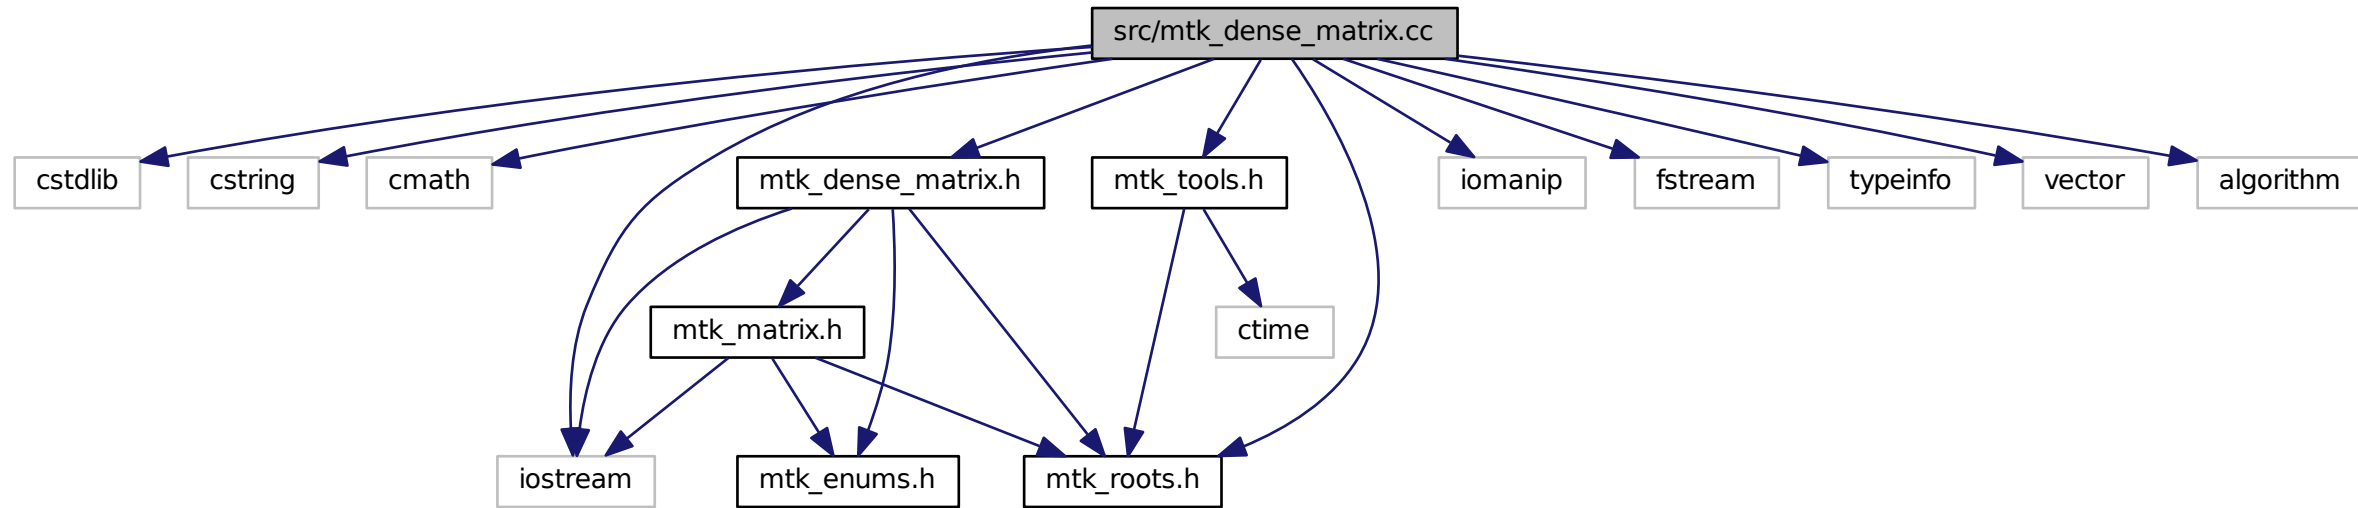 src/mtk_dense_matrix.cc
cstdlib
cstring
cmath
mtk_dense_matrix.h
mtk_tools.h
iomanip
fstream
typeinfo
vector
algorithm
mtk_matrix.h
ctime
iostream
mtk_enums.h
mtk_roots.h